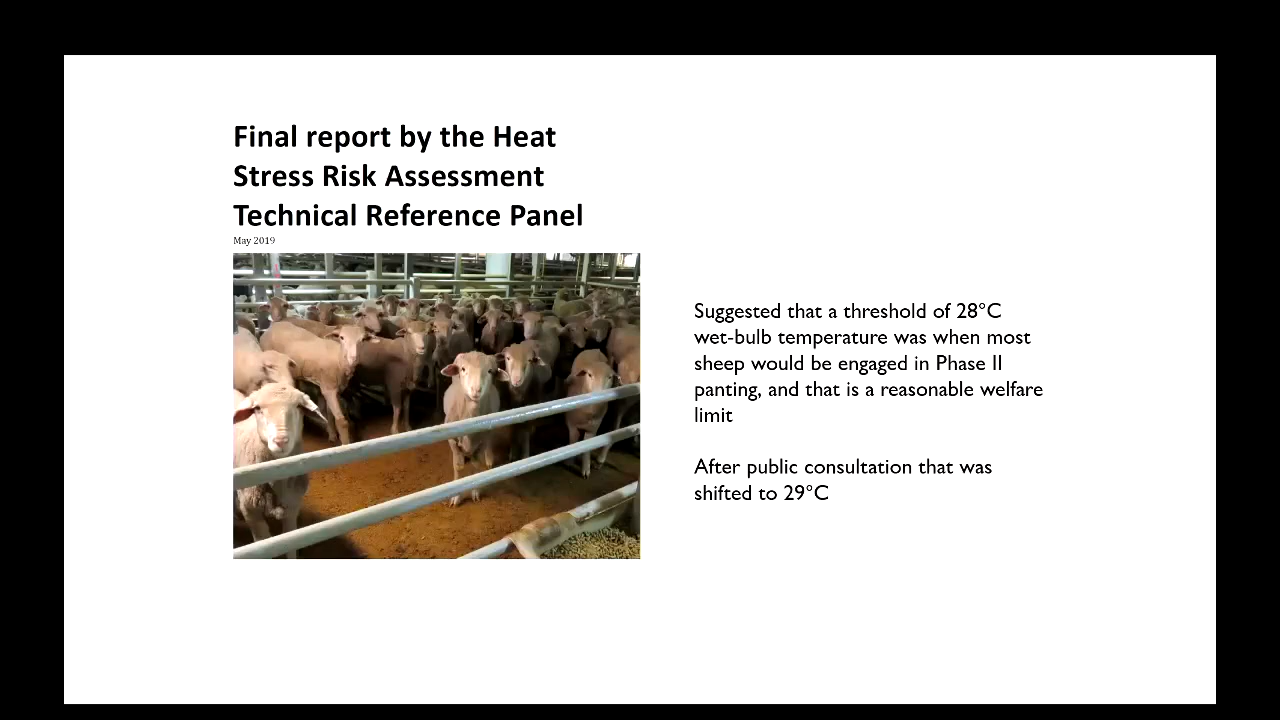 Final report by the Heat
Stress Risk Assessment
Technical Reference Panel
May 2019
Suggested that a threshold of 28°C
wet-bulb temperature was when most
sheep would be engaged in Phase II
panting, and that is a reasonable welfare
limit
After public consultation that was
shifted to 29°C